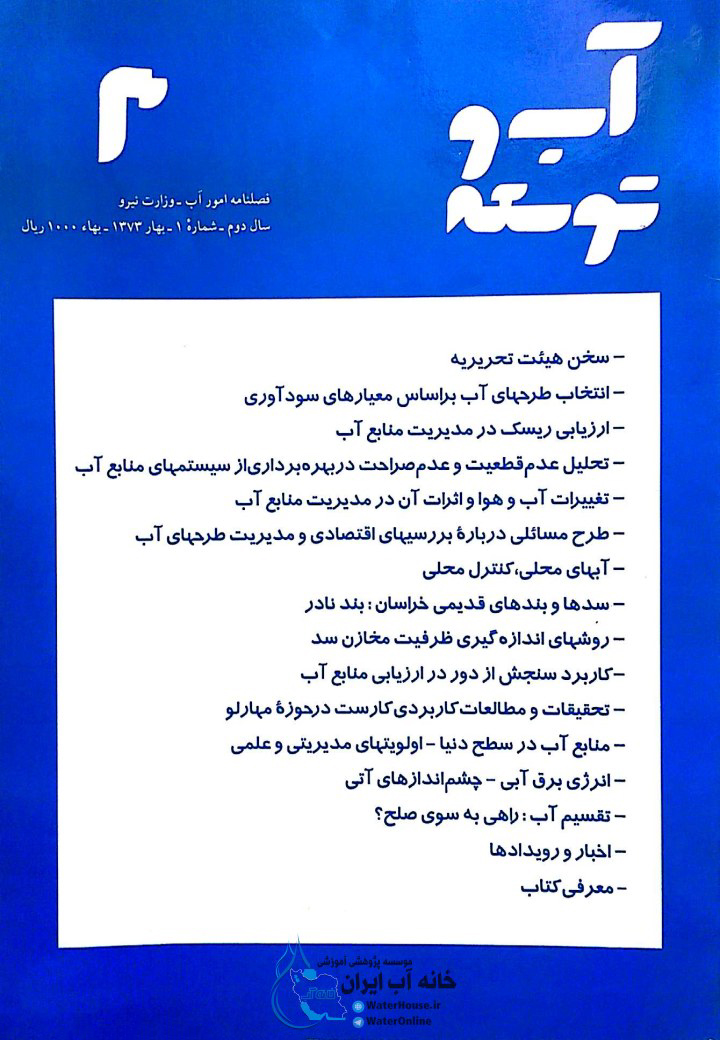 آب و
توسعه
۴
فصلنامه امور آب ـ وزارت نیرو
سال دوم ـ شمارهٔ ۱ ـ بهار ۱۳۷۳ ـ بهاء ۱۰۰۰ ریال
– سخن هیئت تحریریه
– انتخاب طرحهای آب براساس معیارهای سودآوری
– ارزیابی ریسک در مدیریت منابع آب
– تحلیل عدم‌قطعیت و عدم‌صراحت در بهره‌برداری از سیستمهای منابع آب
– تغییرات آب و هوا و اثرات آن در مدیریت منابع آب
– طرح مسائلی دربارهٔ بررسیهای اقتصادی و مدیریت طرحهای آب
– آبهای محلی، کنترل محلی
– سدها و بندهای قدیمی خراسان : بند نادر
– روشهای اندازه گیری ظرفیت مخازن سد
– کاربرد سنجش از دور در ارزیابی منابع آب
– تحقیقات و مطالعات کاربردی کارست در حوزهٔ مهارلو
– منابع آب در سطح دنیا – اولویتهای مدیریتی و علمی
– انرژی برق آبی – چشم‌اندازهای آتی
– تقسیم آب : راهی به سوی صلح؟
– اخبار و رویدادها
– معرفی کتاب
موسسه پژوهشی آموزشی
خانه آب ایران
WaterHouse.ir
WaterOnline